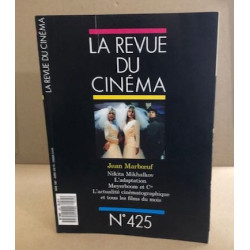 LA REVUE
DU
CINÉMA
Jean Marbœuf
Nikita Mikhalkov
L'adaptation
Meyerboom et Cie
L'actualité cinématographique
et tous les films du mois
N° 425
LA REVUE DU CINÉMA